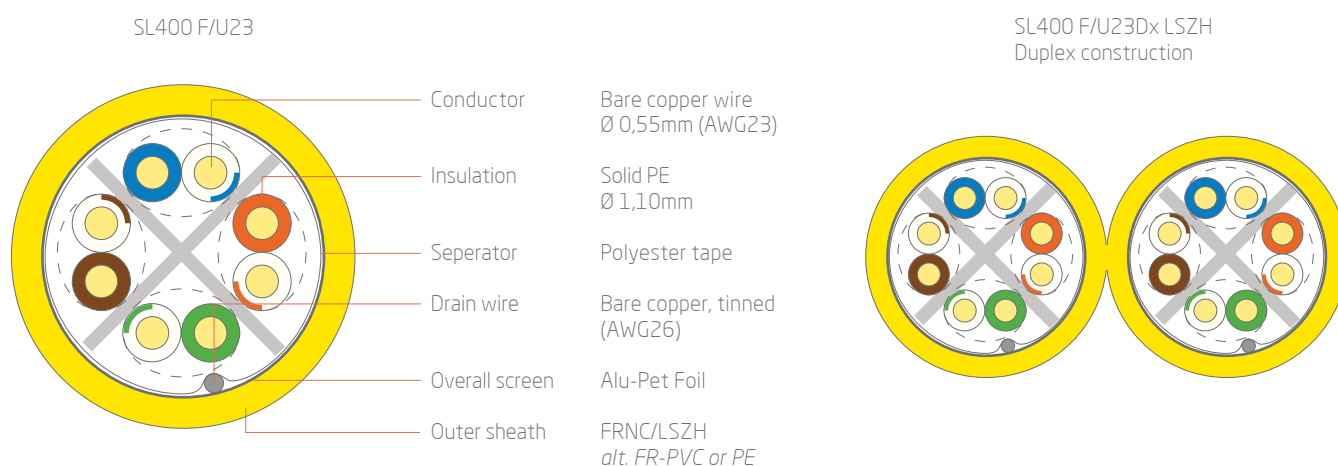 SL400 F/U23
SL400 F/U23Dx LSZH
Duplex construction
Conductor Bare copper wire
Ø 0,55mm (AWG23)
Insulation Solid PE
Ø 1,10mm
Seperator Polyester tape
Drain wire Bare copper, tinned
(AWG26)
Overall screen Alu-Pet Foil
Outer sheath FRNC/LSZH
alt. FR-PVC or PE